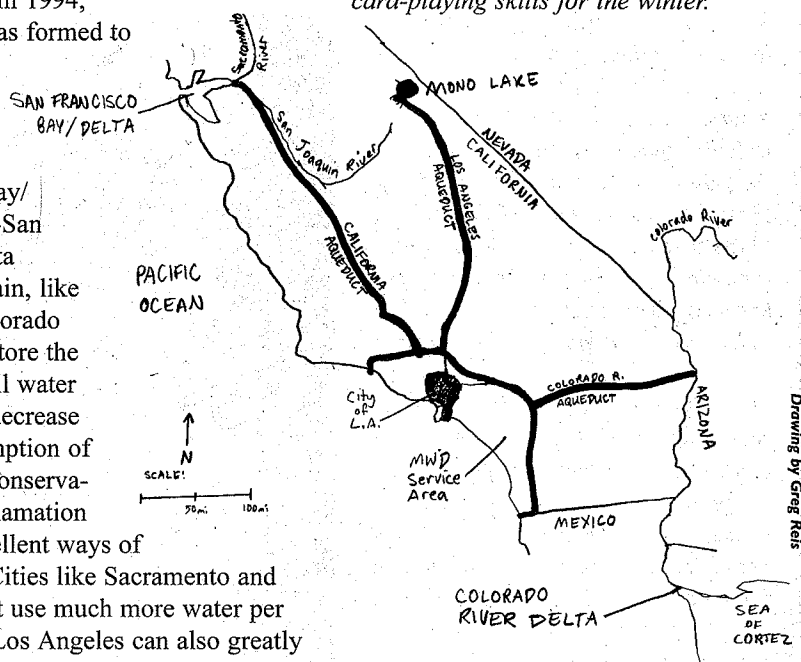 in 1994,
as formed to
card-playing skills for the winter.
Sacramento
River
MONO LAKE
SAN FRANCISCO
BAY/DELTA
San Joaquin River
NEVADA
CALIFORNIA
LOS ANGELES
AQUEDUCT
CALIFORNIA
AQUEDUCT
Colorado River
PACIFIC
OCEAN
ay/
-San
ta
ain, like
orado
tore the
ll water
decrease
mption of
onserva-
amation
ellent ways of
Cities like Sacramento and
t use much more water per
Los Angeles can also greatly
City
of
L.A.
COLORADO R.
AQUEDUCT
ARIZONA
N
SCALE:
50mi
100mi
MWD
Service
Area
MEXICO
COLORADO
RIVER DELTA
SEA
OF
CORTEZ
Drawing by Greg Reis